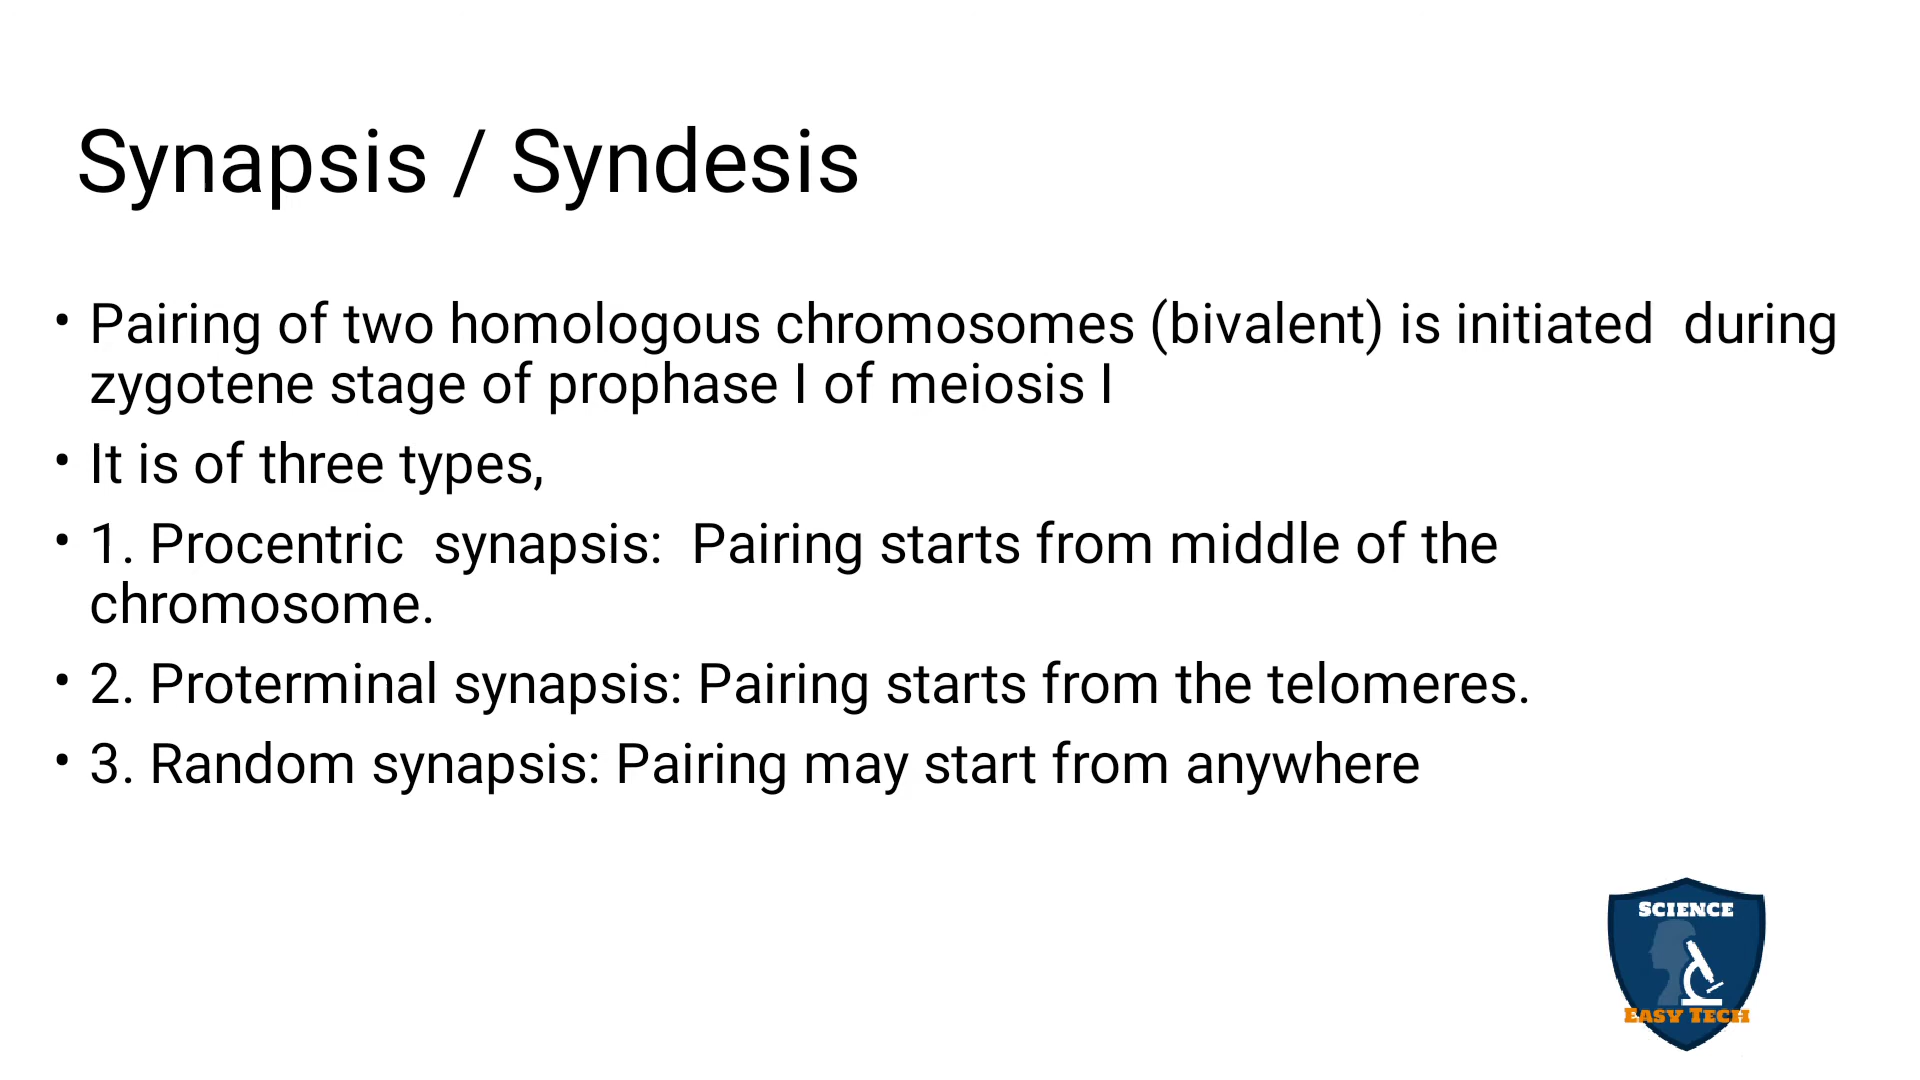 Synapsis / Syndesis
• Pairing of two homologous chromosomes (bivalent) is initiated  during
zygotene stage of prophase I of meiosis I
• It is of three types,
• 1. Procentric  synapsis:  Pairing starts from middle of the
chromosome.
• 2. Proterminal synapsis: Pairing starts from the telomeres.
• 3. Random synapsis: Pairing may start from anywhere
SCIENCE
EASY TECH